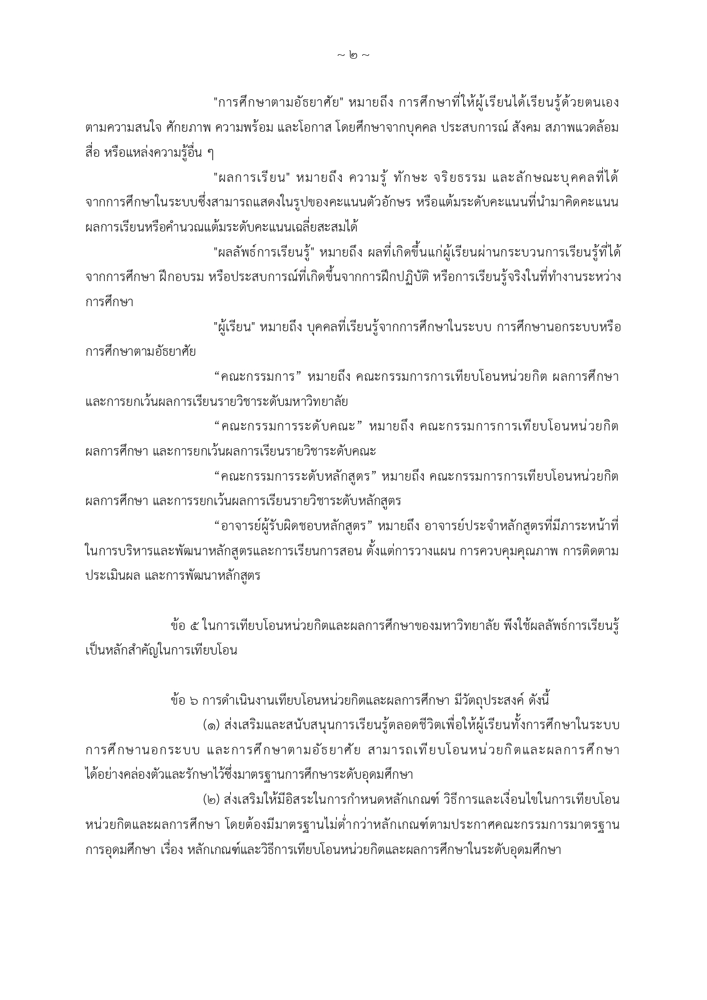 ~ ๒ ~
"การศึกษาตามอัธยาศัย" หมายถึง การศึกษาที่ให้ผู้เรียนได้เรียนรู้ด้วยตนเอง
ตามความสนใจ ศักยภาพ ความพร้อม และโอกาส โดยศึกษาจากบุคคล ประสบการณ์ สังคม สภาพแวดล้อม
สื่อ หรือแหล่งความรู้อื่น ๆ
"ผลการเรียน" หมายถึง ความรู้ ทักษะ จริยธรรม และลักษณะบุคคลที่ได้
จากการศึกษาในระบบซึ่งสามารถแสดงในรูปของคะแนนตัวอักษร หรือแต้มระดับคะแนนที่นำมาคิดคะแนน
ผลการเรียนหรือคำนวณแต้มระดับคะแนนเฉลี่ยสะสมได้
"ผลลัพธ์การเรียนรู้" หมายถึง ผลที่เกิดขึ้นแก่ผู้เรียนผ่านกระบวนการเรียนรู้ที่ได้
จากการศึกษา ฝึกอบรม หรือประสบการณ์ที่เกิดขึ้นจากการฝึกปฏิบัติ หรือการเรียนรู้จริงในที่ทำงานระหว่าง
การศึกษา
"ผู้เรียน" หมายถึง บุคคลที่เรียนรู้จากการศึกษาในระบบ การศึกษานอกระบบหรือ
การศึกษาตามอัธยาศัย
“คณะกรรมการ” หมายถึง คณะกรรมการการเทียบโอนหน่วยกิต ผลการศึกษา
และการยกเว้นผลการเรียนรายวิชาระดับมหาวิทยาลัย
“คณะกรรมการระดับคณะ” หมายถึง คณะกรรมการการเทียบโอนหน่วยกิต
ผลการศึกษา และการยกเว้นผลการเรียนรายวิชาระดับคณะ
“คณะกรรมการระดับหลักสูตร” หมายถึง คณะกรรมการการเทียบโอนหน่วยกิต
ผลการศึกษา และการรยกเว้นผลการเรียนรายวิชาระดับหลักสูตร
“อาจารย์ผู้รับผิดชอบหลักสูตร” หมายถึง อาจารย์ประจำหลักสูตรที่มีภาระหน้าที่
ในการบริหารและพัฒนาหลักสูตรและการเรียนการสอน ตั้งแต่การวางแผน การควบคุมคุณภาพ การติดตาม
ประเมินผล และการพัฒนาหลักสูตร
ข้อ ๕ ในการเทียบโอนหน่วยกิตและผลการศึกษาของมหาวิทยาลัย พึงใช้ผลลัพธ์การเรียนรู้
เป็นหลักสำคัญในการเทียบโอน
ข้อ ๖ การดำเนินงานเทียบโอนหน่วยกิตและผลการศึกษา มีวัตถุประสงค์ ดังนี้
(๑) ส่งเสริมและสนับสนุนการเรียนรู้ตลอดชีวิตเพื่อให้ผู้เรียนทั้งการศึกษาในระบบ
การศึกษานอกระบบ และการศึกษาตามอัธยาศัย สามารถเทียบโอนหน่วยกิตและผลการศึกษา
ได้อย่างคล่องตัวและรักษาไว้ซึ่งมาตรฐานการศึกษาระดับอุดมศึกษา
(๒) ส่งเสริมให้มีอิสระในการกำหนดหลักเกณฑ์ วิธีการและเงื่อนไขในการเทียบโอน
หน่วยกิตและผลการศึกษา โดยต้องมีมาตรฐานไม่ต่ำกว่าหลักเกณฑ์ตามประกาศคณะกรรมการมาตรฐาน
การอุดมศึกษา เรื่อง หลักเกณฑ์และวิธีการเทียบโอนหน่วยกิตและผลการศึกษาในระดับอุดมศึกษา